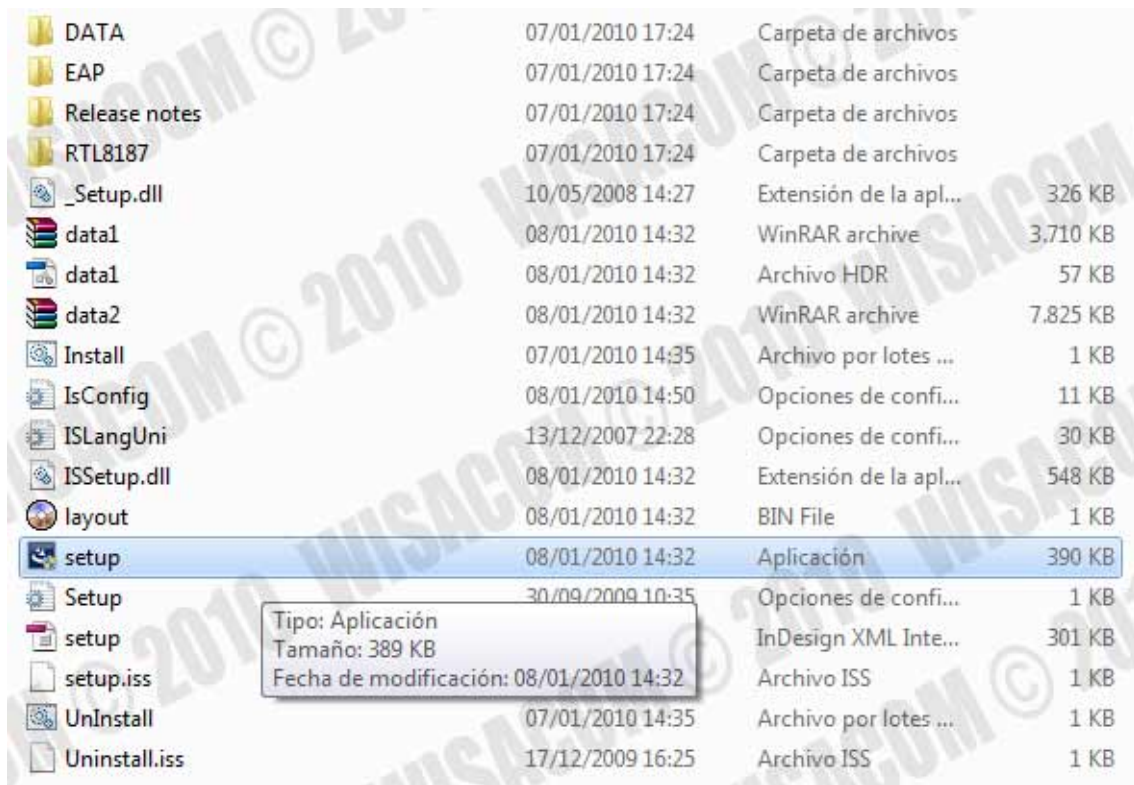 DATA 07/01/2010 17:24 Carpeta de archivos
EAP 07/01/2010 17:24 Carpeta de archivos
Release notes 07/01/2010 17:24 Carpeta de archivos
RTL8187 07/01/2010 17:24 Carpeta de archivos
_Setup.dll 10/05/2008 14:27 Extensión de la apl... 326 KB
data1 08/01/2010 14:32 WinRAR archive 3.710 KB
data1 08/01/2010 14:32 Archivo HDR 57 KB
data2 08/01/2010 14:32 WinRAR archive 7.825 KB
Install 07/01/2010 14:35 Archivo por lotes ... 1 KB
IsConfig 08/01/2010 14:50 Opciones de confi... 11 KB
ISLangUni 13/12/2007 22:28 Opciones de confi... 30 KB
ISSetup.dll 08/01/2010 14:32 Extensión de la apl... 548 KB
layout 08/01/2010 14:32 BIN File 1 KB
setup 08/01/2010 14:32 Aplicación 390 KB
Setup 30/09/2009 10:35 Opciones de confi... 1 KB
setup InDesign XML Inte... 301 KB
setup.iss Archivo ISS 1 KB
Tipo: Aplicación
Tamaño: 389 KB
Fecha de modificación: 08/01/2010 14:32
UnInstall 07/01/2010 14:35 Archivo por lotes ... 1 KB
Uninstall.iss 17/12/2009 16:25 Archivo ISS 1 KB
WISACOM © 2010 WISACOM © 2010